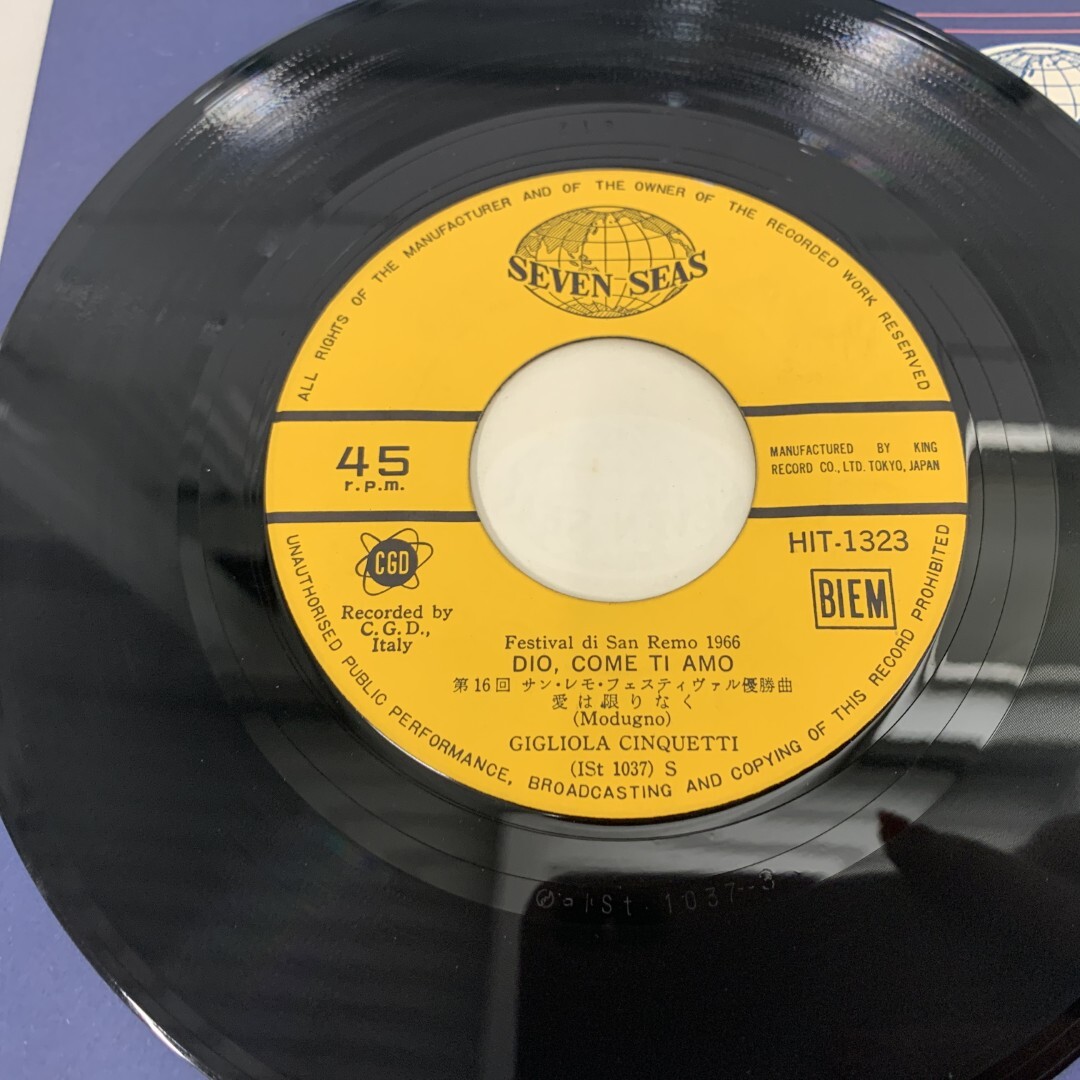 ALL RIGHTS OF THE MANUFACTURER AND OF THE OWNER OF THE RECORDED WORK RESERVED
SEVEN SEAS
45
r.p.m.
MANUFACTURED BY KING
RECORD CO., LTD. TOKYO, JAPAN
CGD
Recorded by
C.G.D.,
Italy
HIT-1323
BIEM
Festival di San Remo 1966
DIO, COME TI AMO
第16回 サン・レモ・フェスティヴァル優勝曲
愛は限りなく
(Modugno)
GIGLIOLA CINQUETTI
(ISt 1037) S
UNAUTHORISED PUBLIC PERFORMANCE, BROADCASTING AND COPYING OF THIS RECORD PROHIBITED
ISt. 1037-3